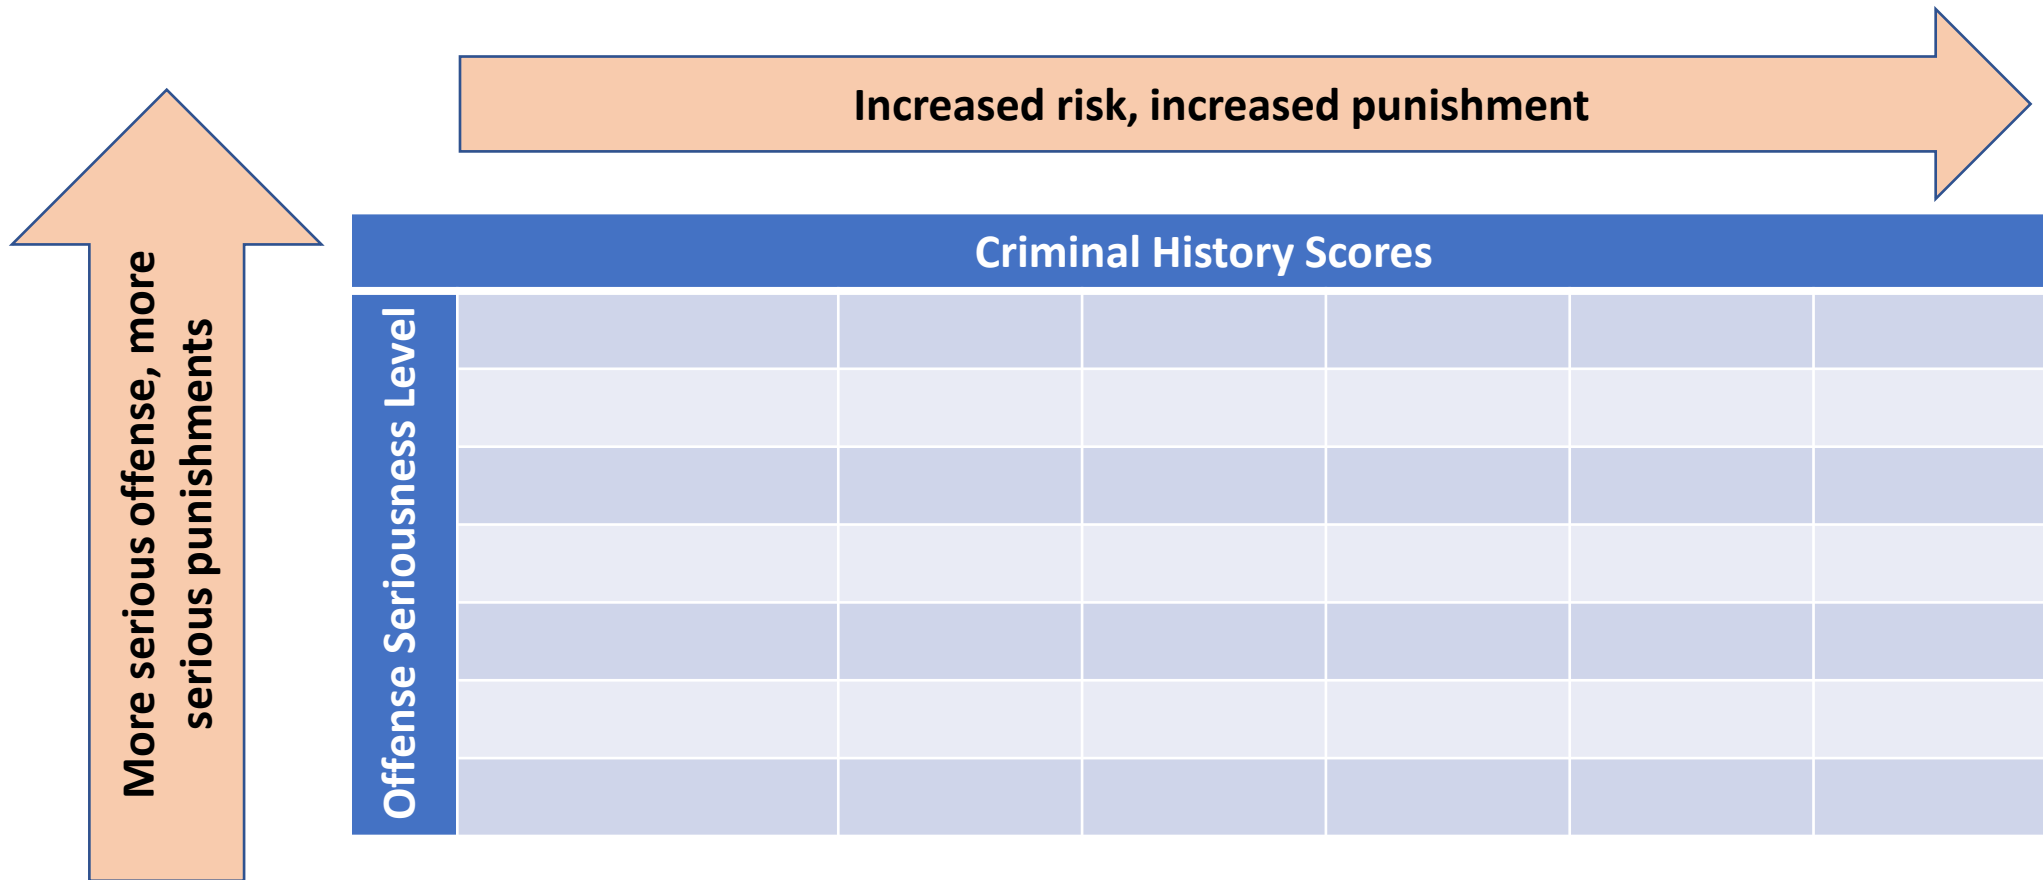 Increased risk, increased punishment
More serious offense, more
serious punishments
Criminal History Scores
Offense Seriousness Level